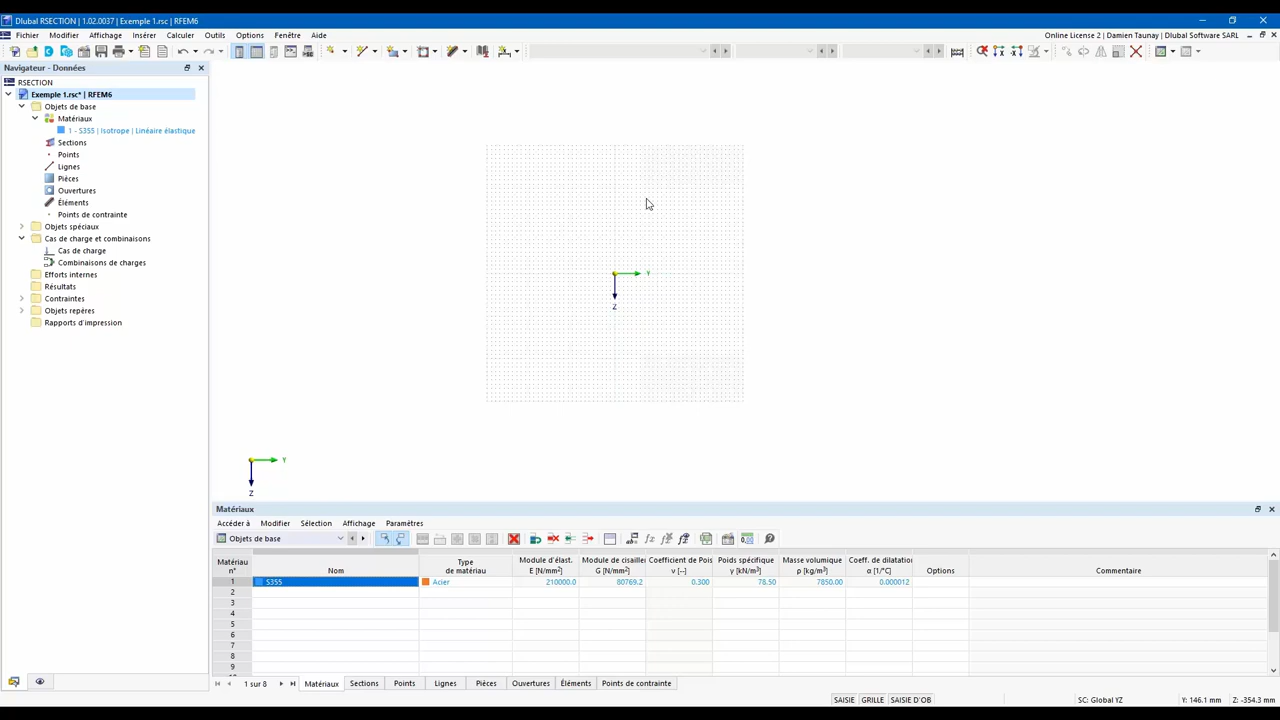 Dlubal RSECTION | 1.02.0037 | Exemple 1.rsc | RFEM6
Fichier Modifier Affichage Insérer Calculer Outils Options Fenêtre Aide
Online License 2 | Damien Taunay | Dlubal Software SARL
Navigateur - Données
RSECTION
Exemple 1.rsc* | RFEM6
Objets de base
Matériaux
1 - S355 | Isotrope | Linéaire élastique
Sections
Points
Lignes
Pièces
Ouvertures
Éléments
Points de contrainte
Objets spéciaux
Cas de charge et combinaisons
Cas de charge
Combinaisons de charges
Efforts internes
Résultats
Contraintes
Objets repères
Rapports d'impression
Y
Z
Y
Z
Matériaux
Accéder à Modifier Sélection Affichage Paramètres
Objets de base
Matériau n° Nom Type de matériau Module d'élast. E [N/mm²] Module de cisaille G [N/mm²] Coefficient de Pois ν [--] Poids spécifique γ [kN/m³] Masse volumique ρ [kg/m³] Coeff. de dilatatio α [1/°C] Options Commentaire
1 S355 Acier 210000.0 80769.2 0.300 78.50 7850.00 0.000012
2
3
4
5
6
7
8
9
1 sur 8 Matériaux Sections Points Lignes Pièces Ouvertures Éléments Points de contrainte
SAISIE GRILLE SAISIE D'OB SC: Global YZ Y: 146.1 mm Z: -354.3 mm